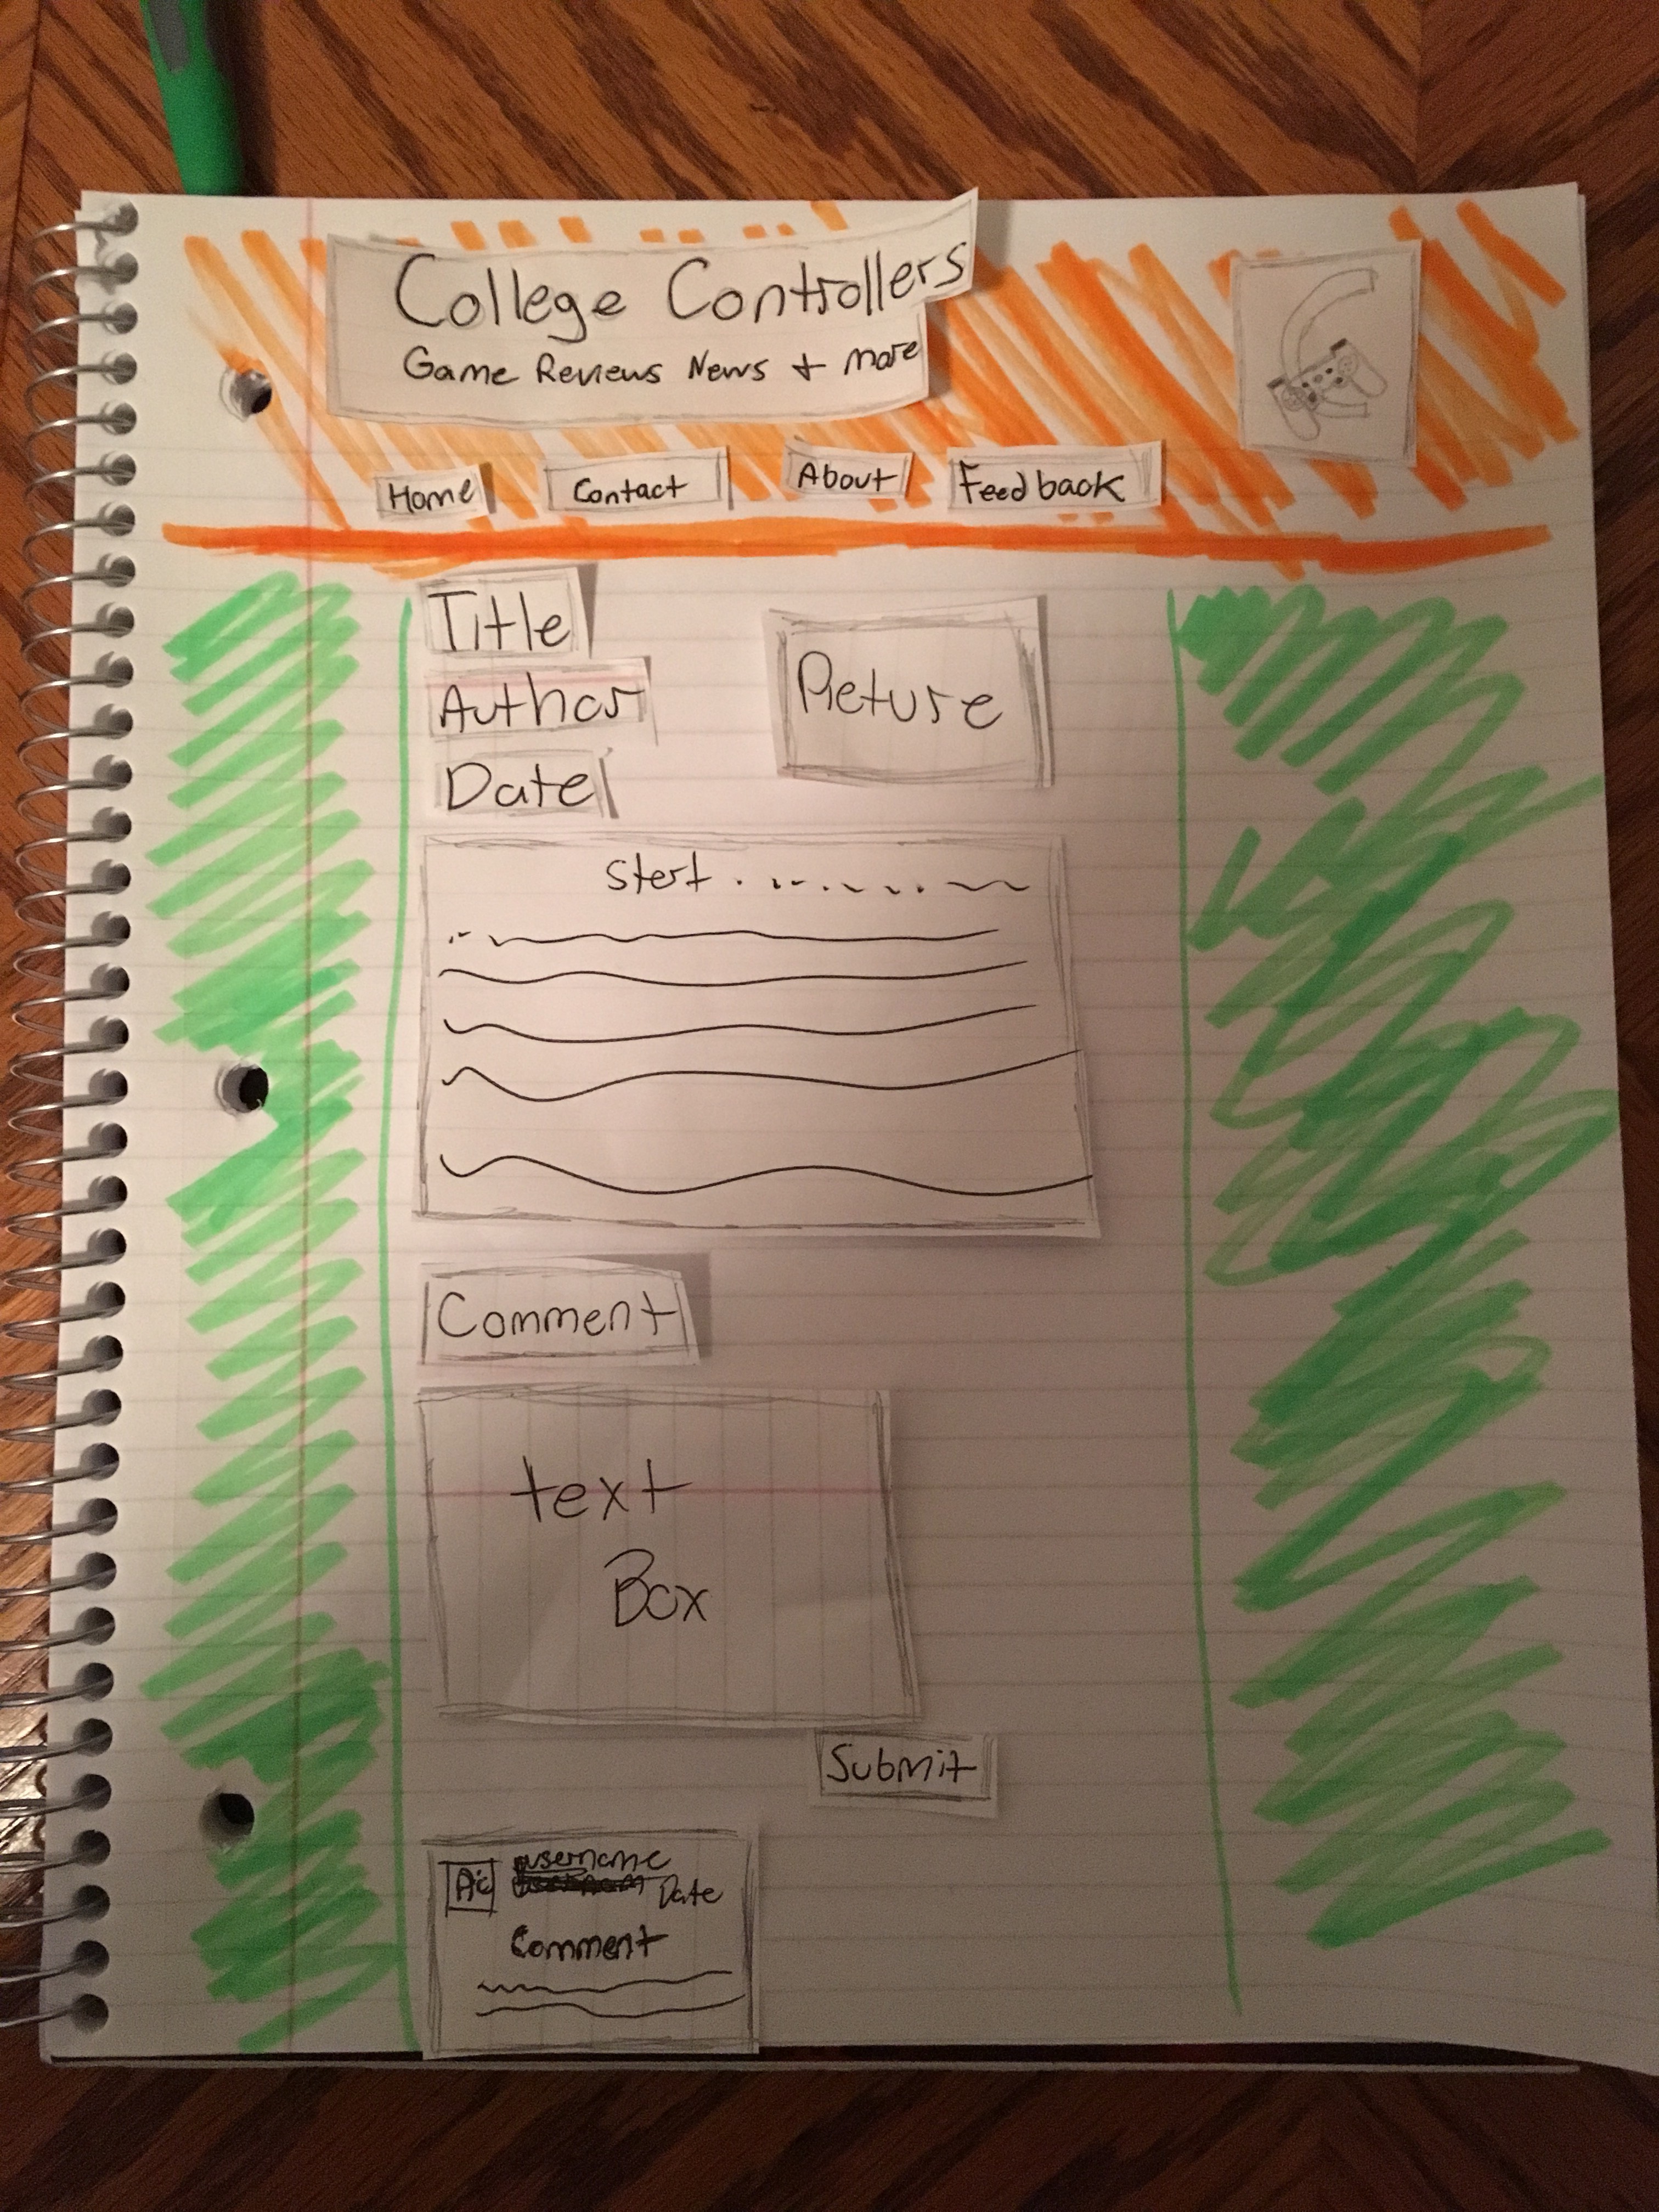 College Controllers
Game Reviews News + more
Home Contact About Feedback
Title
Author
Date
Picture
start
Comment
text
Box
Submit
Pic username
Date
Comment